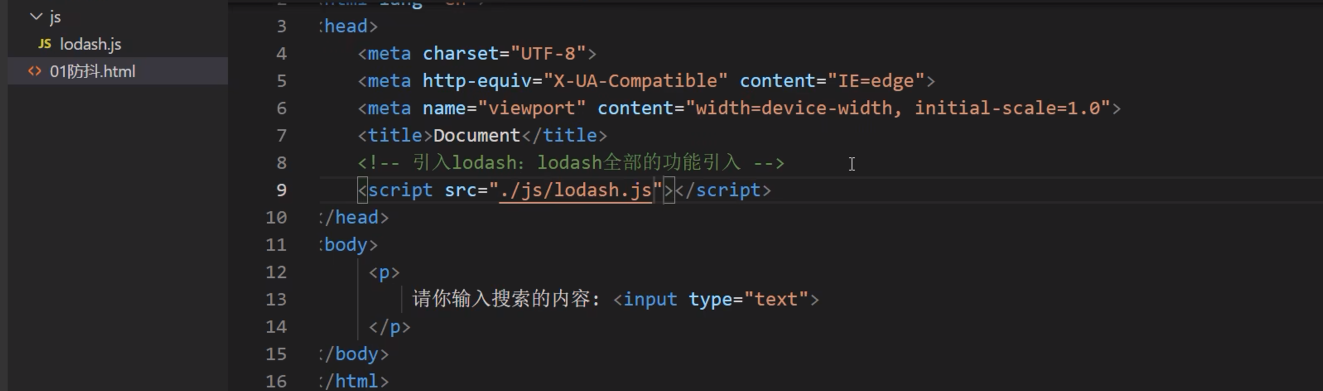 js
JS lodash.js
<> 01防抖.html
3 head>
4 <meta charset="UTF-8">
5 <meta http-equiv="X-UA-Compatible" content="IE=edge">
6 <meta name="viewport" content="width=device-width, initial-scale=1.0">
7 <title>Document</title>
8 <!-- 引入lodash：lodash全部的功能引入 -->
9 <script src="./js/lodash.js"></script>
10 /head>
11 body>
12 <p>
13 请你输入搜索的内容: <input type="text">
14 </p>
15 /body>
16 /html>